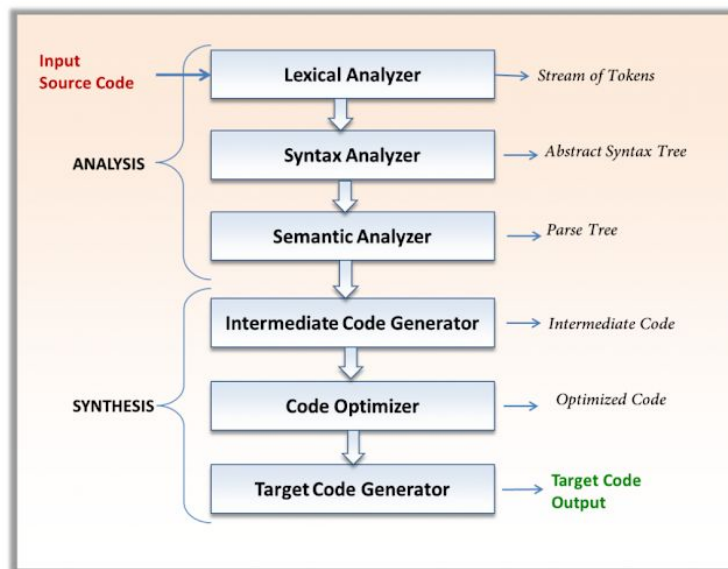 Input
Source Code
Lexical Analyzer
Stream of Tokens
ANALYSIS
Syntax Analyzer
Abstract Syntax Tree
Semantic Analyzer
Parse Tree
Intermediate Code Generator
Intermediate Code
SYNTHESIS
Code Optimizer
Optimized Code
Target Code Generator
Target Code
Output